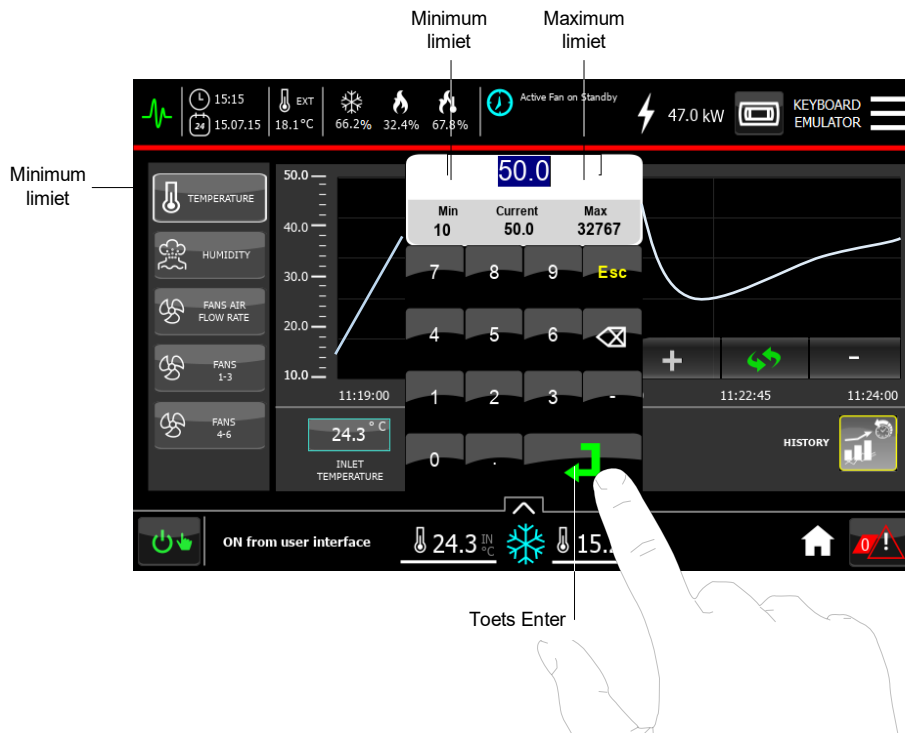 Minimum
limiet
Maximum
limiet
15:15
24
15.07.15
EXT
18.1°C
66.2%
32.4%
67.8%
Active Fan on Standby
47.0 kW
KEYBOARD
EMULATOR
Minimum
limiet
TEMPERATURE
HUMIDITY
FANS AIR
FLOW RATE
FANS
1-3
FANS
4-6
50.0
40.0
30.0
20.0
10.0
50.0
Min
Current
Max
10
50.0
32767
7
8
9
Esc
4
5
6
1
2
3
-
0
.
+
-
11:19:00
11:22:45
11:24:00
24.3 °C
INLET
TEMPERATURE
HISTORY
ON from user interface
24.3 IN
°C
15.
0
!
Toets Enter